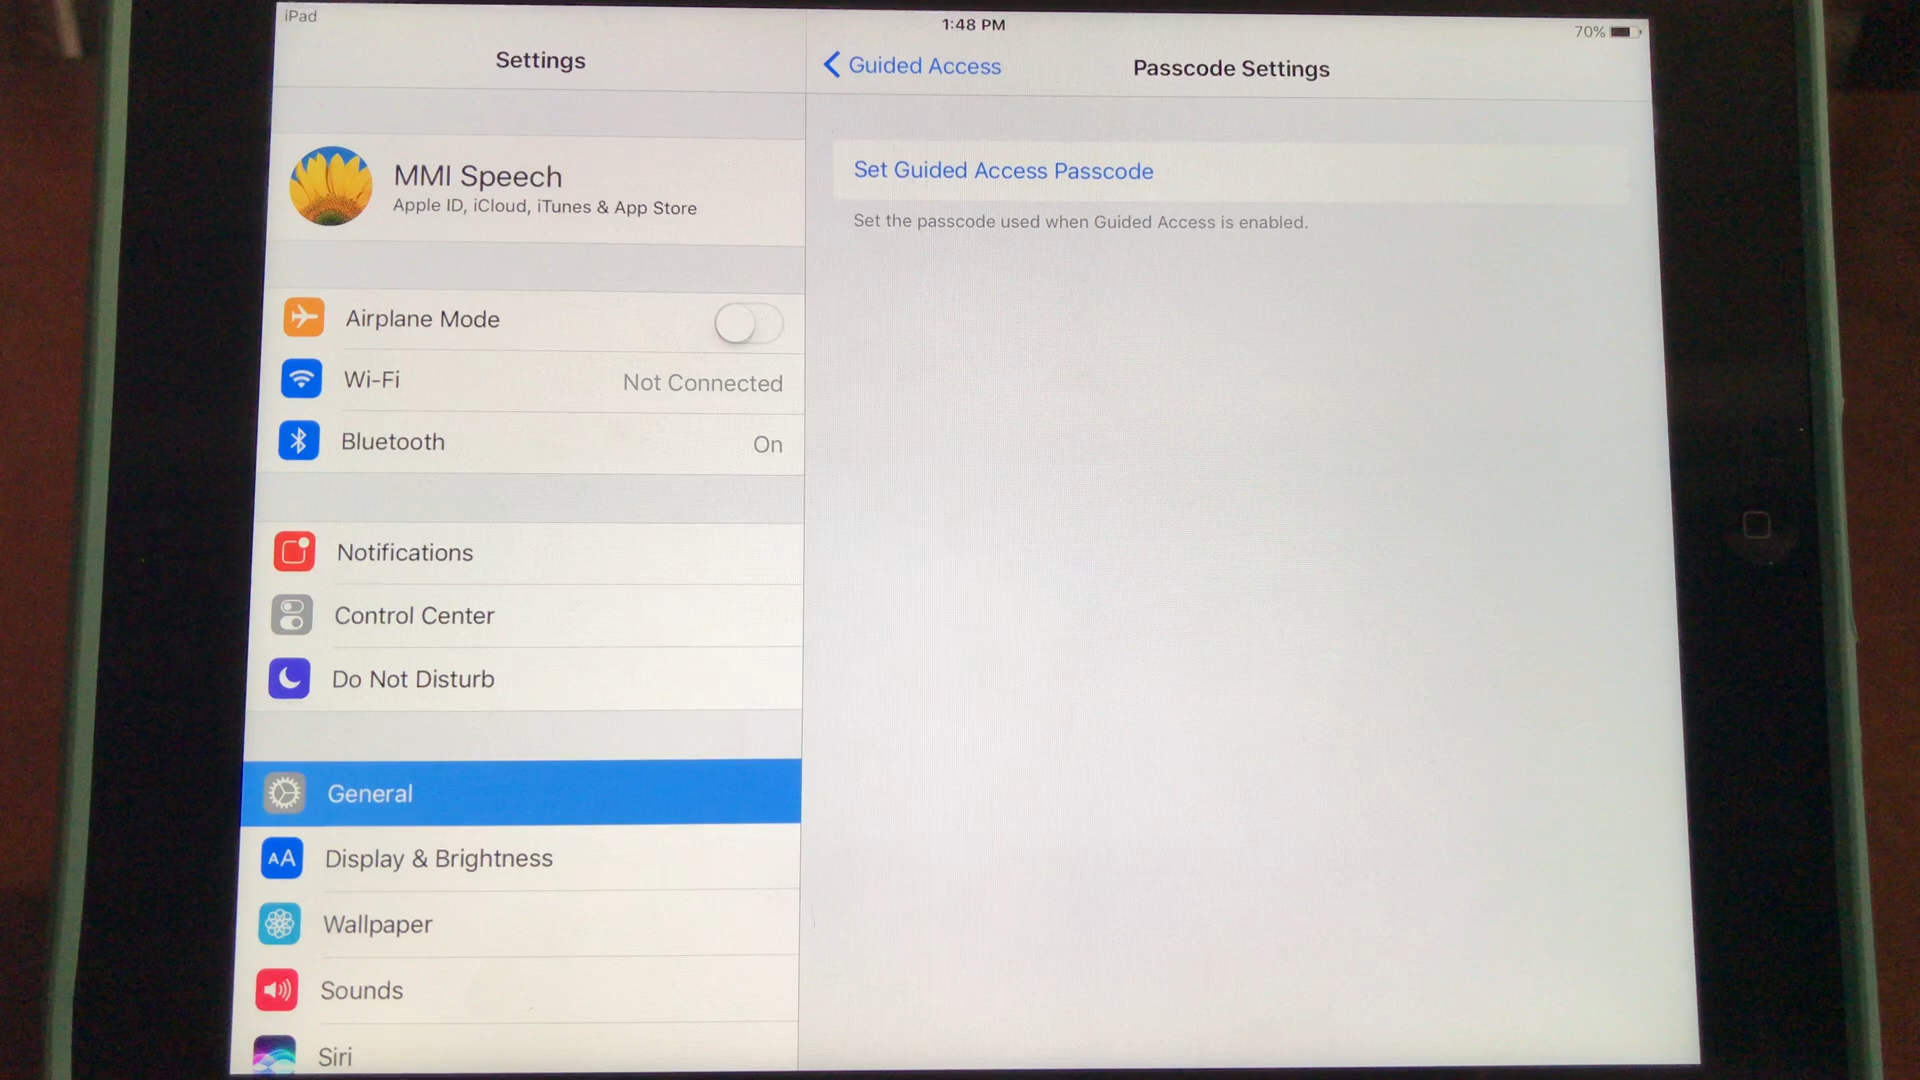 iPad
1:48 PM
70%
Settings
Guided Access
Passcode Settings
MMI Speech
Apple ID, iCloud, iTunes & App Store
Airplane Mode
Wi-Fi
Not Connected
Bluetooth
On
Notifications
Control Center
Do Not Disturb
General
AA
Display & Brightness
Wallpaper
Sounds
Siri
Set Guided Access Passcode
Set the passcode used when Guided Access is enabled.